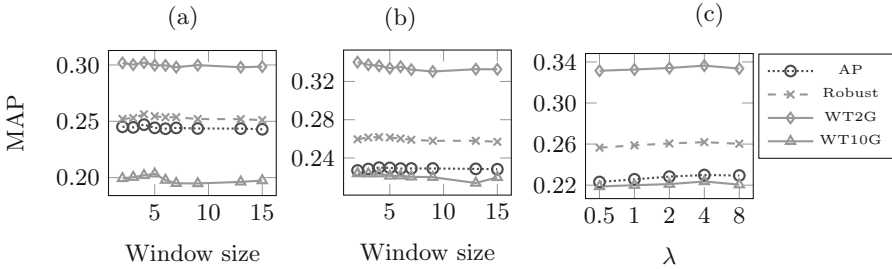 (a)
(b)
(c)
MAP
0.30
0.25
0.20
5
10
15
Window size
0.32
0.28
0.24
5
10
15
Window size
0.34
0.3
0.26
0.22
0.5
1
2
4
8
λ
AP
Robust
WT2G
WT10G